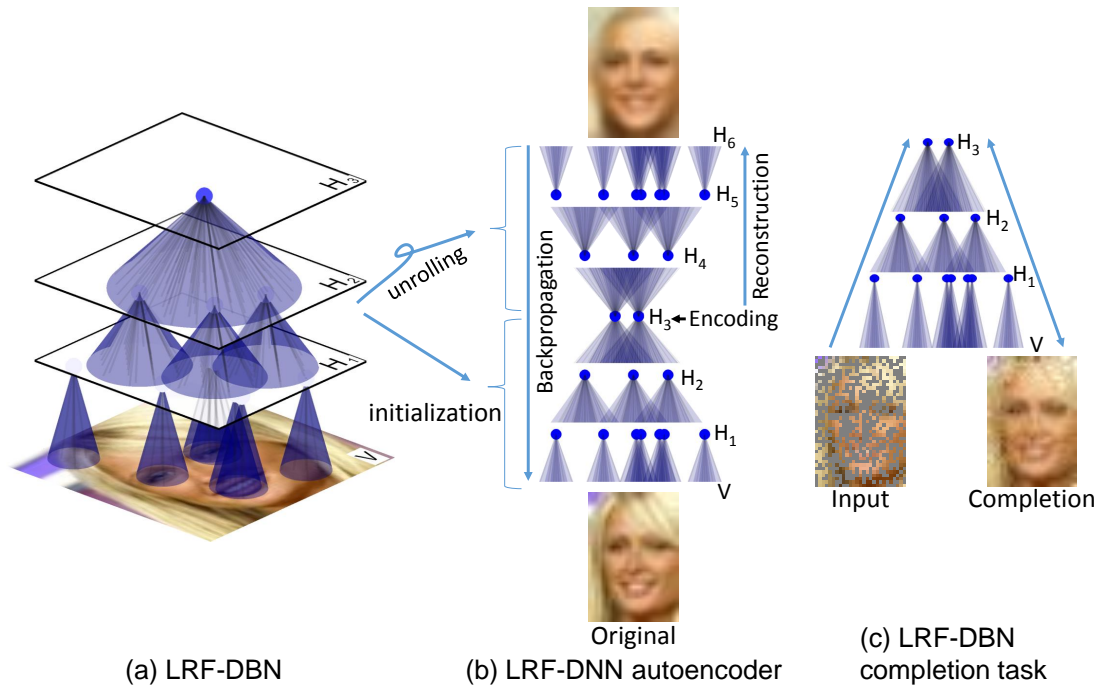 H3
H2
H1
V
(a) LRF-DBN
unrolling
initialization
H6
H5
H4
H3
Encoding
H2
H1
V
Backpropagation
Reconstruction
Original
(b) LRF-DNN autoencoder
H3
H2
H1
V
Input
Completion
(c) LRF-DBN
completion task